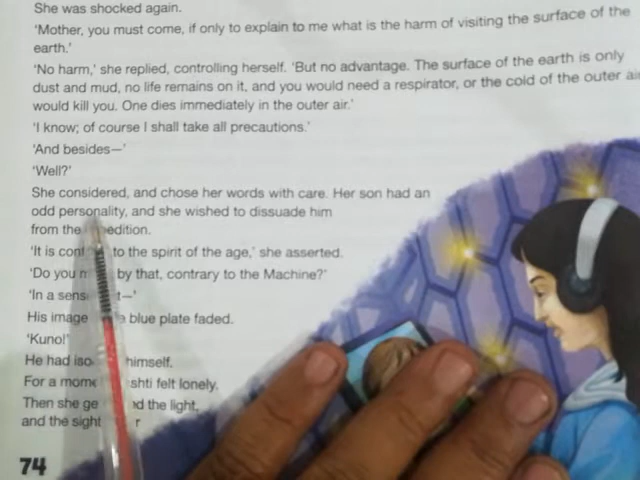 She was shocked again.
'Mother, you must come, if only to explain to me what is the harm of visiting the surface of the
earth.'
'No harm,' she replied, controlling herself. 'But no advantage. The surface of the earth is only
dust and mud, no life remains on it, and you would need a respirator, or the cold of the outer air
would kill you. One dies immediately in the outer air.'
'I know; of course I shall take all precautions.'
'And besides—'
'Well?'
She considered, and chose her words with care. Her son had an
odd personality, and she wished to dissuade him
from the
'It is to the spirit of the age,' she asserted.
'Do you by that, contrary to the Machine?'
'In a
His image blue plate faded.
'Kuno!'
He had himself.
For a felt lonely.
Then she the light,
and the sight
74